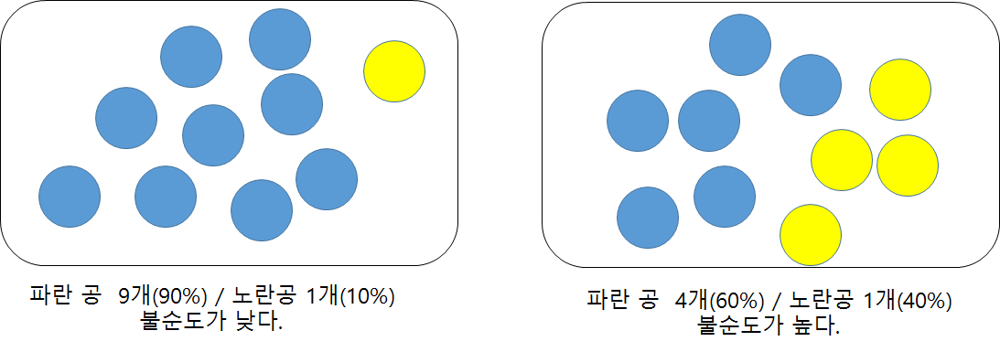 파란 공  9개(90%) / 노란공 1개(10%)
불순도가 낮다.
파란 공  4개(60%) / 노란공 1개(40%)
불순도가 높다.